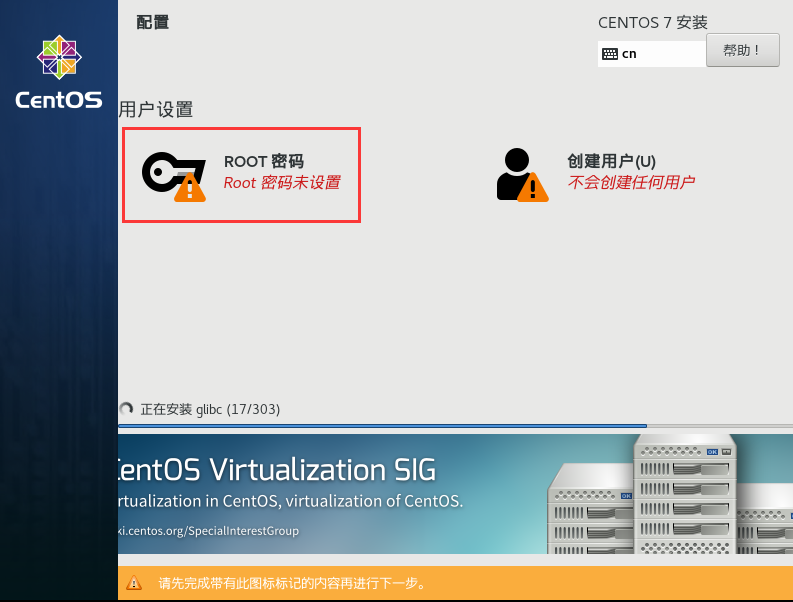 配置
CENTOS 7 安装
cn
帮助！
CentOS
用户设置
ROOT 密码
Root 密码未设置
创建用户(U)
不会创建任何用户
正在安装 glibc (17/303)
CentOS Virtualization SIG
rtualization in CentOS, virtualization of CentOS.
ki.centos.org/SpecialInterestGroup
请先完成带有此图标标记的内容再进行下一步。